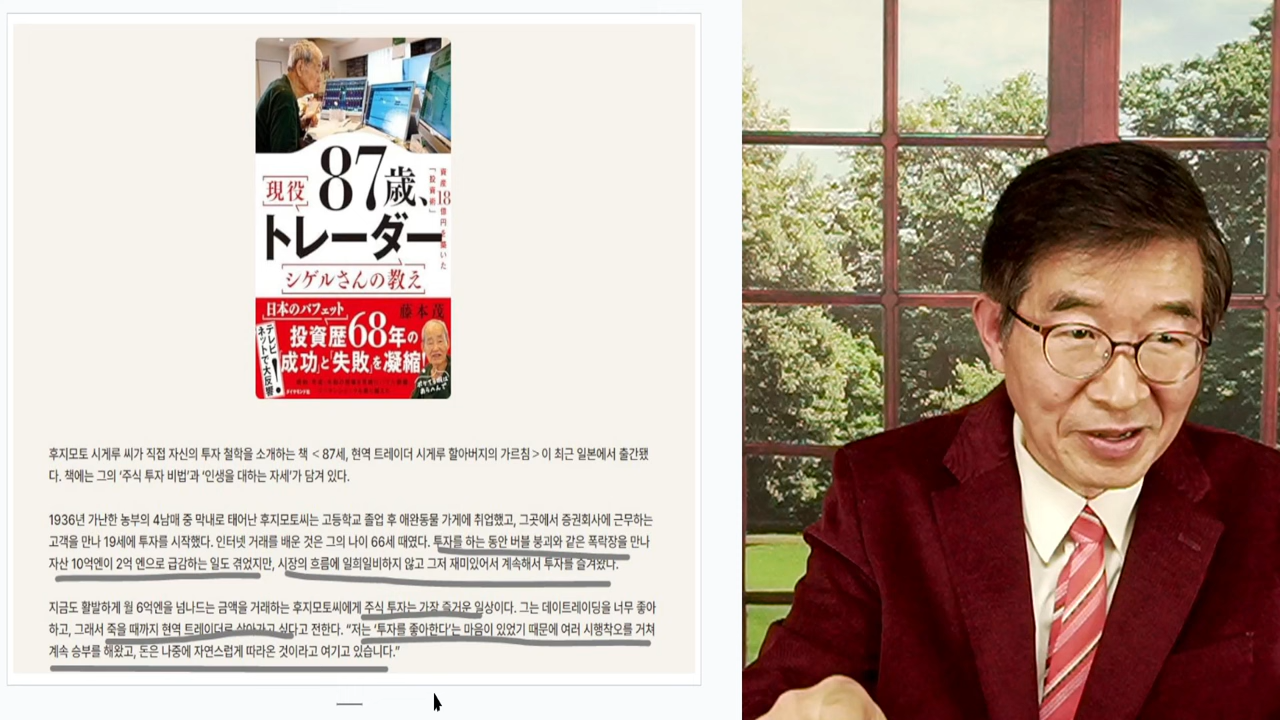 現役
87歳、
トレーダー
シゲルさんの教え
資産18億円を築いた
「投資術」
日本のバフェット
藤本茂
投資歴68年の
「成功」と「失敗」を凝縮!
テレビ、
ネットで大反響!
ダイヤモンド社
후지모토 시게루 씨가 직접 자신의 투자 철학을 소개하는 책 < 87세, 현역 트레이더 시게루 할아버지의 가르침 > 이 최근 일본에서 출간됐
다. 책에는 그의 '주식 투자 비법'과 '인생을 대하는 자세'가 담겨 있다.
1936년 가난한 농부의 4남매 중 막내로 태어난 후지모토씨는 고등학교 졸업 후 애완동물 가게에 취업했고, 그곳에서 증권회사에 근무하는
고객을 만나 19세에 투자를 시작했다. 인터넷 거래를 배운 것은 그의 나이 66세 때였다. 투자를 하는 동안 버블 붕괴와 같은 폭락장을 만나
자산 10억엔이 2억 엔으로 급감하는 일도 겪었지만, 시장의 흐름에 일희일비하지 않고 그저 재미있어서 계속해서 투자를 즐겨왔다.
지금도 활발하게 월 6억엔을 넘나드는 금액을 거래하는 후지모토씨에게 주식 투자는 가장 즐거운 일상이다. 그는 데이트레이딩을 너무 좋아
하고, 그래서 죽을 때까지 현역 트레이더로 살아가고 싶다고 전한다. "저는 '투자를 좋아한다'는 마음이 있었기 때문에 여러 시행착오를 거쳐
계속 승부를 해왔고, 돈은 나중에 자연스럽게 따라온 것이라고 여기고 있습니다."